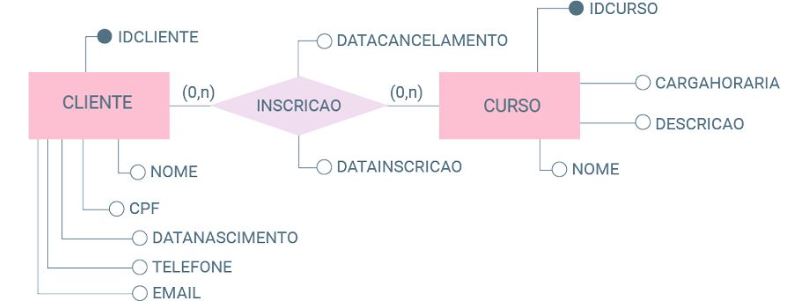 IDCURSO
IDCLIENTE
DATACANCELAMENTO
CARGAHORARIA
CLIENTE
(0,n)
INSCRICAO
(0,n)
CURSO
DESCRICAO
DATAINSCRICAO
NOME
NOME
CPF
DATANASCIMENTO
TELEFONE
EMAIL